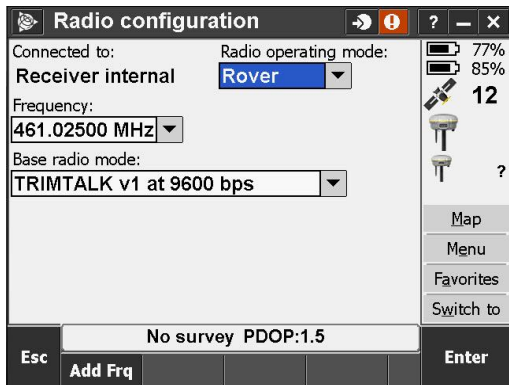 Radio configuration
? – X
Connected to:
Receiver internal
Radio operating mode:
Rover
Frequency:
461.02500 MHz
Base radio mode:
TRIMTALK v1 at 9600 bps
77%
85%
12
?
Map
Menu
Favorites
Switch to
No survey PDOP:1.5
Esc
Add Frq
Enter